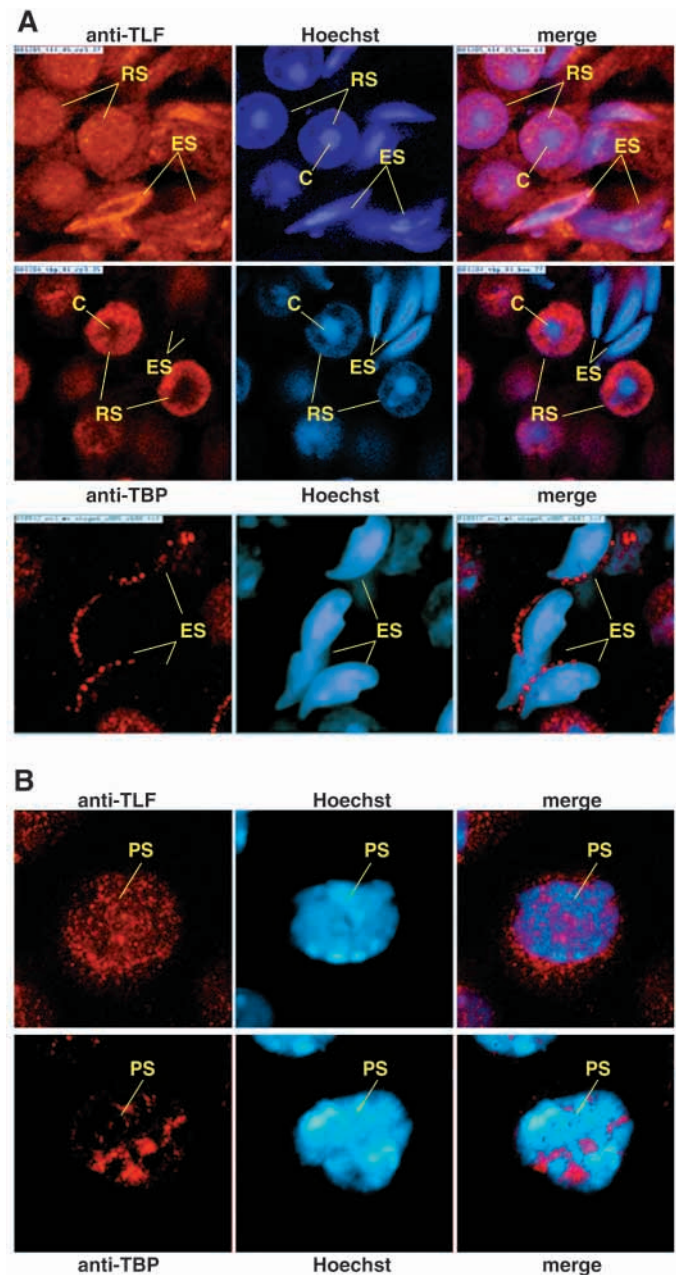 A
anti-TLF Hoechst merge
RS RS RS
ES ES ES
C C
C C C
ES ES ES
RS RS RS
anti-TBP Hoechst merge
ES ES ES
B
anti-TLF Hoechst merge
PS PS PS
PS PS PS
anti-TBP Hoechst merge